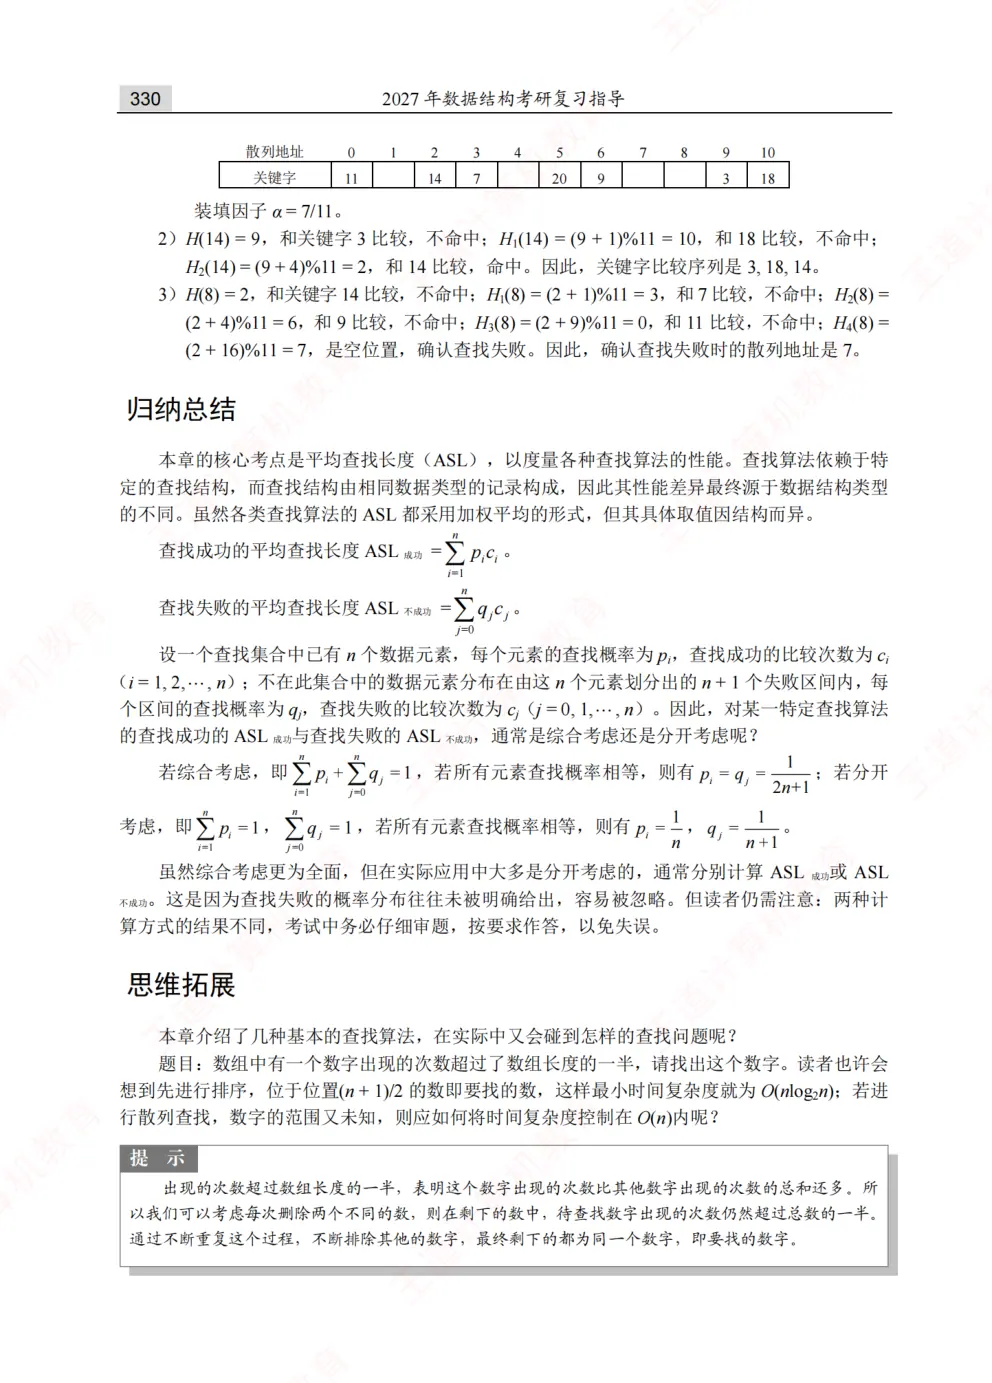 330
2027 年数据结构考研复习指导
散列地址 0 1 2 3 4 5 6 7 8 9 10
关键字 11 14 7 20 9 3 18
装填因子 α = 7/11。
2）H(14) = 9，和关键字 3 比较，不命中；H₁(14) = (9 + 1)%11 = 10，和 18 比较，不命中；
H₂(14) = (9 + 4)%11 = 2，和 14 比较，命中。因此，关键字比较序列是 3, 18, 14。
3）H(8) = 2，和关键字 14 比较，不命中；H₁(8) = (2 + 1)%11 = 3，和 7 比较，不命中；H₂(8) =
(2 + 4)%11 = 6，和 9 比较，不命中；H₃(8) = (2 + 9)%11 = 0，和 11 比较，不命中；H₄(8) =
(2 + 16)%11 = 7，是空位置，确认查找失败。因此，确认查找失败时的散列地址是 7。
归纳总结
本章的核心考点是平均查找长度（ASL），以度量各种查找算法的性能。查找算法依赖于特
定的查找结构，而查找结构由相同数据类型的记录构成，因此其性能差异最终源于数据结构类型
的不同。虽然各类查找算法的 ASL 都采用加权平均的形式，但其具体取值因结构而异。
查找成功的平均查找长度 ASL 成功 = ∑_{i=1}^{n} p_i c_i 。
查找失败的平均查找长度 ASL 不成功 = ∑_{j=0}^{n} q_j c_j 。
设一个查找集合中已有 n 个数据元素，每个元素的查找概率为 p_i，查找成功的比较次数为 c_i
（i = 1, 2,⋯, n）；不在此集合中的数据元素分布在由这 n 个元素划分出的 n + 1 个失败区间内，每
个区间的查找概率为 q_j，查找失败的比较次数为 c_j（j = 0, 1,⋯, n）。因此，对某一特定查找算法
的查找成功的 ASL 成功与查找失败的 ASL 不成功，通常是综合考虑还是分开考虑呢？
若综合考虑，即 ∑_{i=1}^{n} p_i + ∑_{j=0}^{n} q_j = 1，若所有元素查找概率相等，则有 p_i = q_j = 1/(2n+1)；若分开
考虑，即 ∑_{i=1}^{n} p_i = 1，∑_{j=0}^{n} q_j = 1，若所有元素查找概率相等，则有 p_i = 1/n，q_j = 1/(n+1)。
虽然综合考虑更为全面，但在实际应用中大多是分开考虑的，通常分别计算 ASL 成功或 ASL
不成功。这是因为查找失败的概率分布往往未被明确给出，容易被忽略。但读者仍需注意：两种计
算方式的结果不同，考试中务必仔细审题，按要求作答，以免失误。
思维拓展
本章介绍了几种基本的查找算法，在实际中又会碰到怎样的查找问题呢？
题目：数组中有一个数字出现的次数超过了数组长度的一半，请找出这个数字。读者也许会
想到先进行排序，位于位置(n + 1)/2 的数即要找的数，这样最小时间复杂度就为 O(nlog₂n)；若进
行散列查找，数字的范围又未知，则应如何将时间复杂度控制在 O(n)内呢？
提 示
出现的次数超过数组长度的一半，表明这个数字出现的次数比其他数字出现的次数的总和还多。所
以我们可以考虑每次删除两个不同的数，则在剩下的数中，待查找数字出现的次数仍然超过总数的一半。
通过不断重复这个过程，不断排除其他的数字，最终剩下的都为同一个数字，即要找的数字。